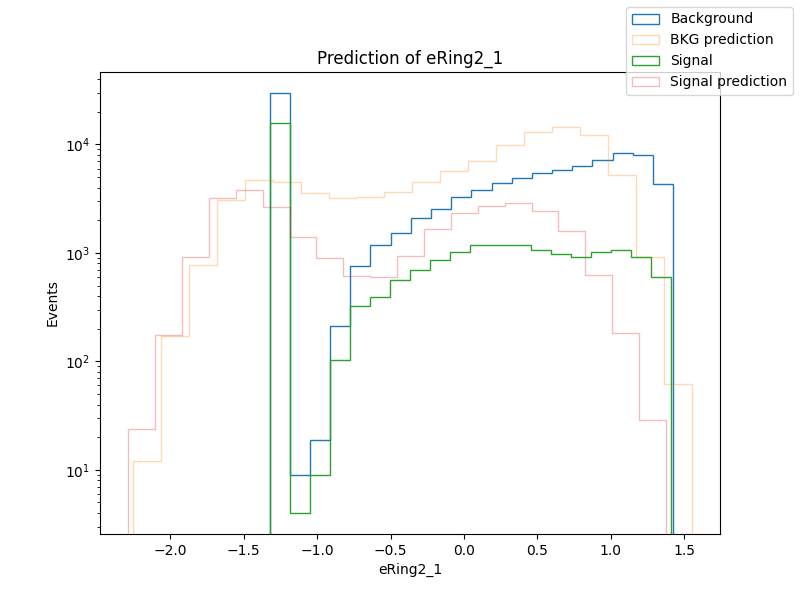 Prediction of eRing2_1
Background
BKG prediction
Signal
Signal prediction
Events
10⁴
10³
10²
10¹
−2.0 −1.5 −1.0 −0.5 0.0 0.5 1.0 1.5
eRing2_1